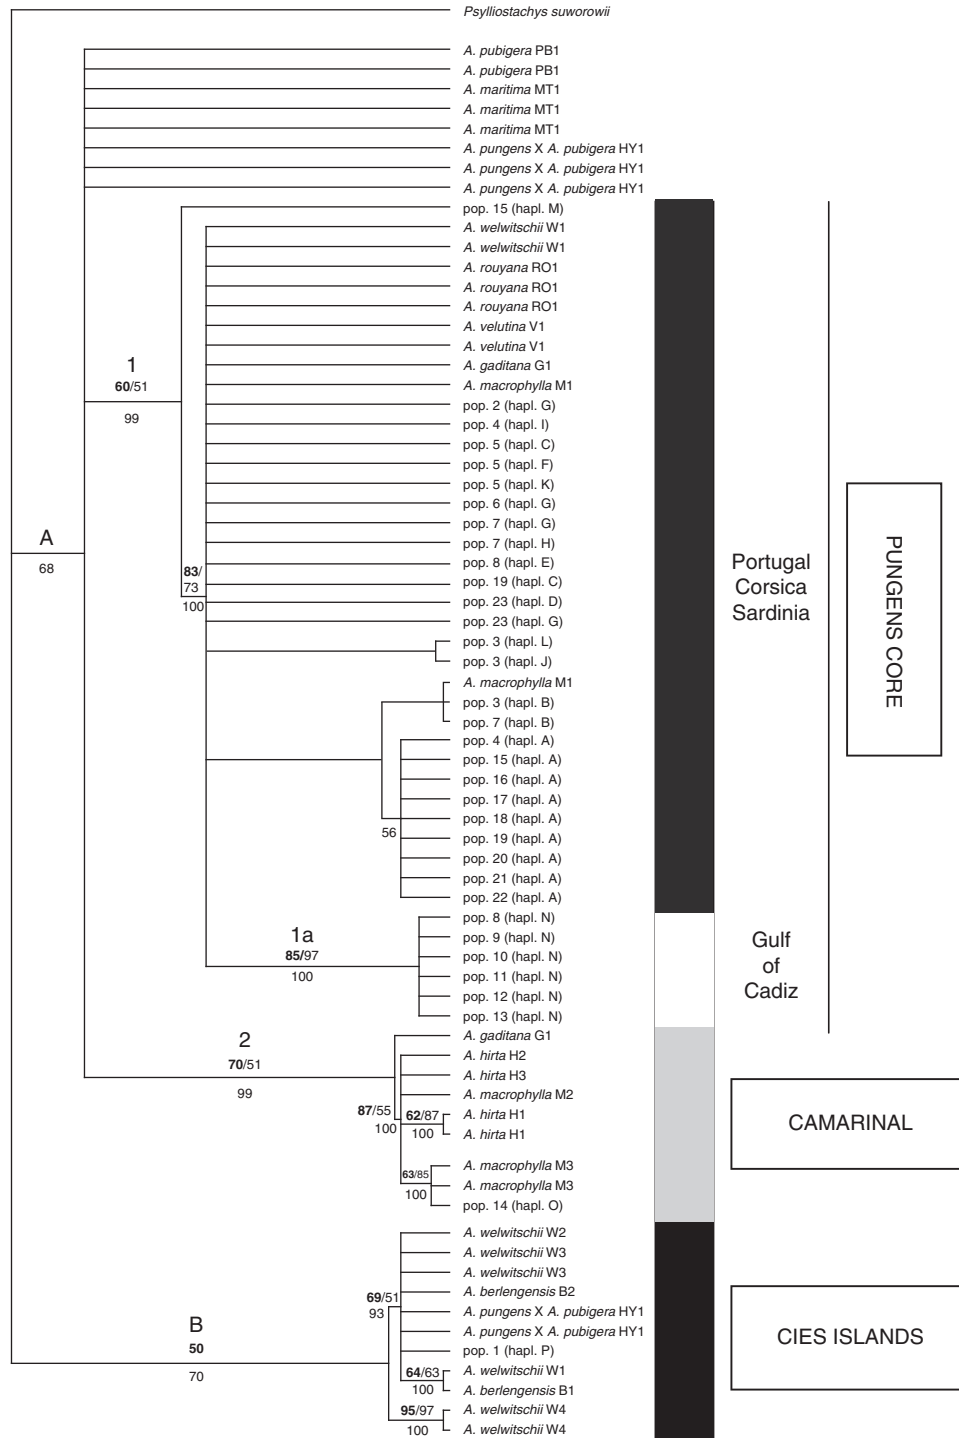 Psylliostachys suworowii
A. pubigera PB1
A. pubigera PB1
A. maritima MT1
A. maritima MT1
A. maritima MT1
A. pungens X A. pubigera HY1
A. pungens X A. pubigera HY1
A. pungens X A. pubigera HY1
pop. 15 (hapl. M)
A. welwitschii W1
A. welwitschii W1
A. rouyana RO1
A. rouyana RO1
A. rouyana RO1
A. velutina V1
A. velutina V1
A. gaditana G1
A. macrophylla M1
pop. 2 (hapl. G)
pop. 4 (hapl. I)
pop. 5 (hapl. C)
pop. 5 (hapl. F)
pop. 5 (hapl. K)
pop. 6 (hapl. G)
pop. 7 (hapl. G)
pop. 7 (hapl. H)
pop. 8 (hapl. E)
pop. 19 (hapl. C)
pop. 23 (hapl. D)
pop. 23 (hapl. G)
pop. 3 (hapl. L)
pop. 3 (hapl. J)
A. macrophylla M1
pop. 3 (hapl. B)
pop. 7 (hapl. B)
pop. 4 (hapl. A)
pop. 15 (hapl. A)
pop. 16 (hapl. A)
pop. 17 (hapl. A)
pop. 18 (hapl. A)
pop. 19 (hapl. A)
pop. 20 (hapl. A)
pop. 21 (hapl. A)
pop. 22 (hapl. A)
pop. 8 (hapl. N)
pop. 9 (hapl. N)
pop. 10 (hapl. N)
pop. 11 (hapl. N)
pop. 12 (hapl. N)
pop. 13 (hapl. N)
A. gaditana G1
A. hirta H2
A. hirta H3
A. macrophylla M2
A. hirta H1
A. hirta H1
A. macrophylla M3
A. macrophylla M3
pop. 14 (hapl. O)
A. welwitschii W2
A. welwitschii W3
A. welwitschii W3
A. berlengensis B2
A. pungens X A. pubigera HY1
A. pungens X A. pubigera HY1
pop. 1 (hapl. P)
A. welwitschii W1
A. berlengensis B1
A. welwitschii W4
A. welwitschii W4
A
68
1
60/51
99
83/
73
100
56
1a
85/97
100
2
70/51
99
87/55
100
62/87
100
63/85
100
B
50
70
69/51
93
64/63
100
95/97
100
Portugal
Corsica
Sardinia
Gulf
of
Cadiz
PUNGENS CORE
CAMARINAL
CIES ISLANDS